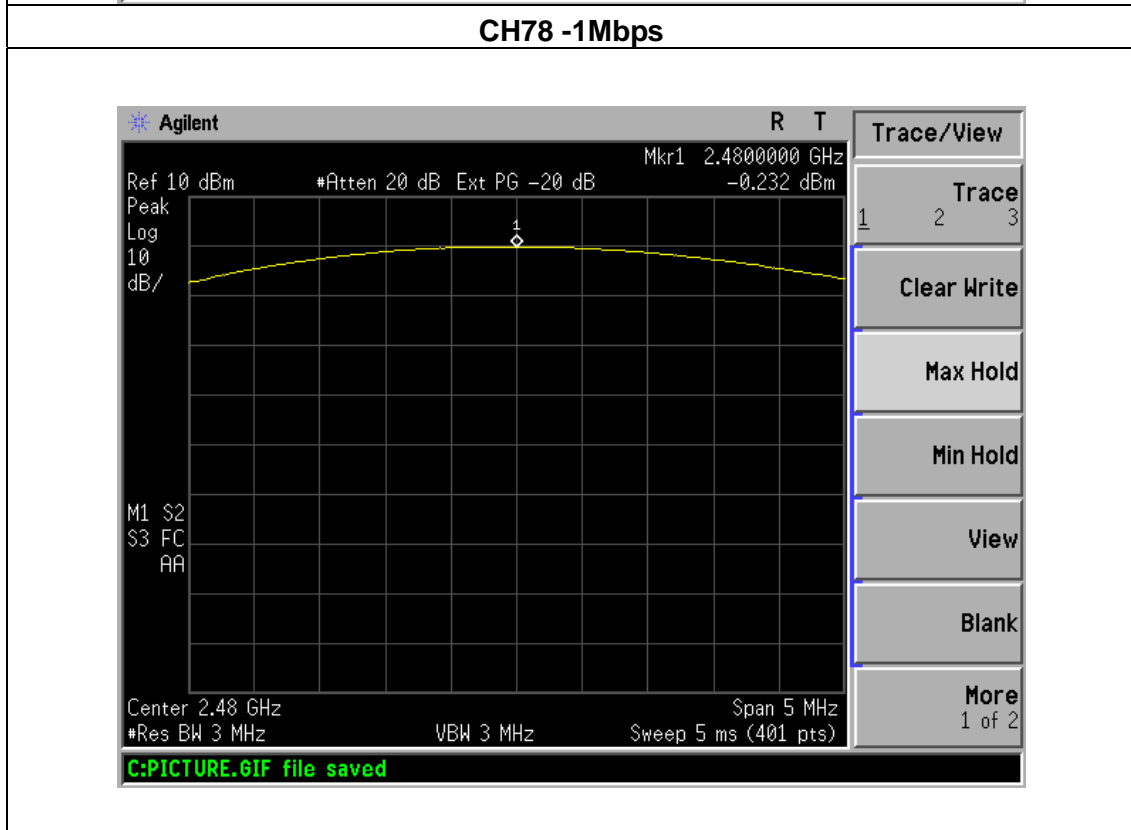 CH78 -1Mbps
Agilent R T
Trace/View
Mkr1 2.4800000 GHz
Ref 10 dBm #Atten 20 dB Ext PG -20 dB -0.232 dBm
Peak
Log
10
dB/
1
Trace
1 2 3
Clear Write
Max Hold
Min Hold
M1 S2
S3 FC
AA
View
Blank
Center 2.48 GHz Span 5 MHz
#Res BW 3 MHz VBW 3 MHz Sweep 5 ms (401 pts)
More
1 of 2
C:PICTURE.GIF file saved